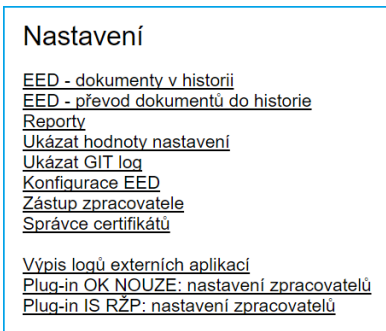 Nastavení
EED - dokumenty v historii
EED - převod dokumentů do historie
Reporty
Ukázat hodnoty nastavení
Ukázat GIT log
Konfigurace EED
Zástup zpracovatele
Správce certifikátů
Výpis logů externích aplikací
Plug-in OK NOUZE: nastavení zpracovatelů
Plug-in IS RŽP: nastavení zpracovatelů